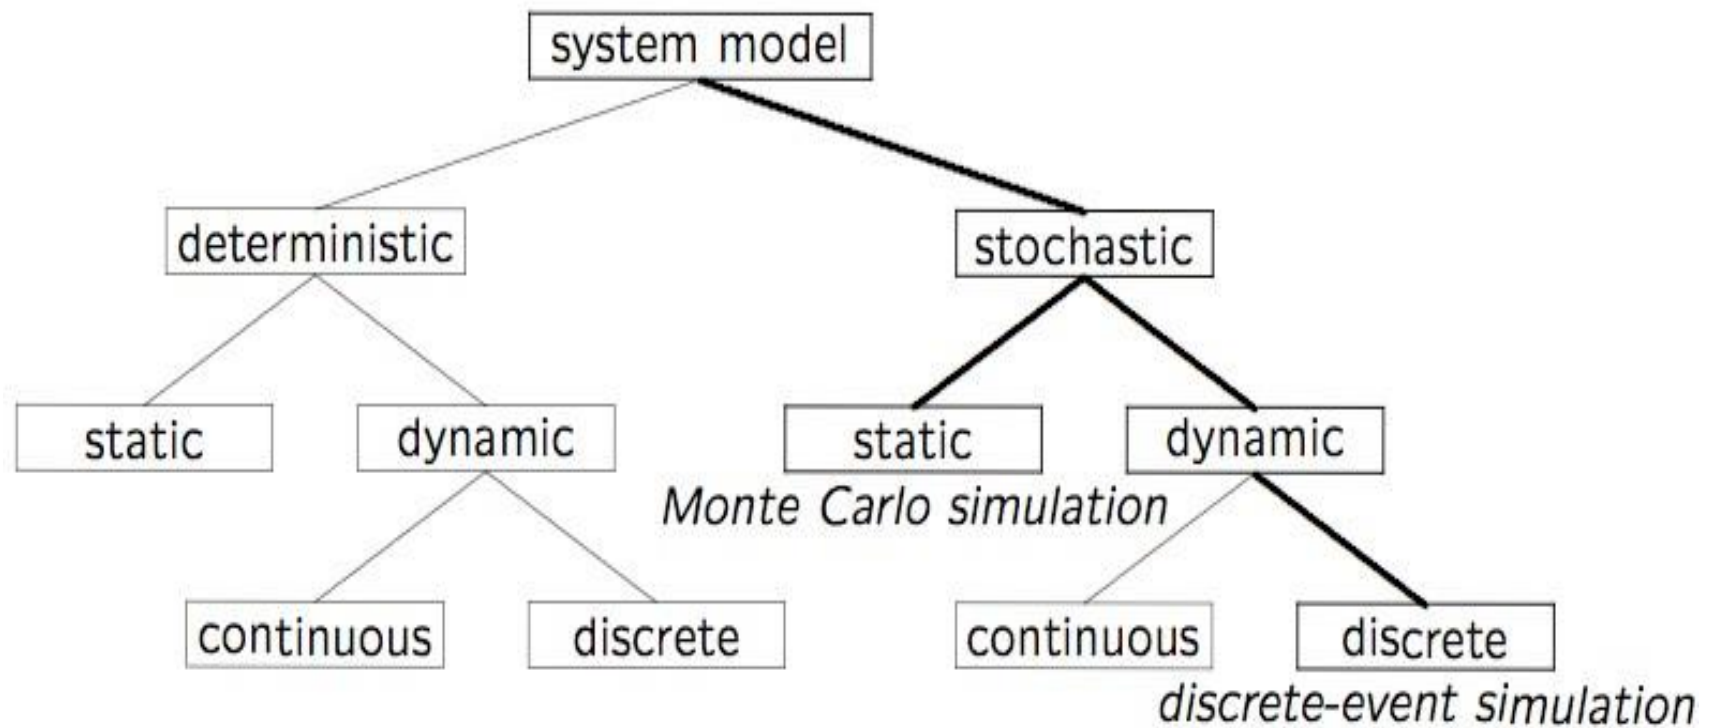 system model
deterministic
stochastic
static
dynamic
static
dynamic
Monte Carlo simulation
continuous
discrete
continuous
discrete
discrete-event simulation